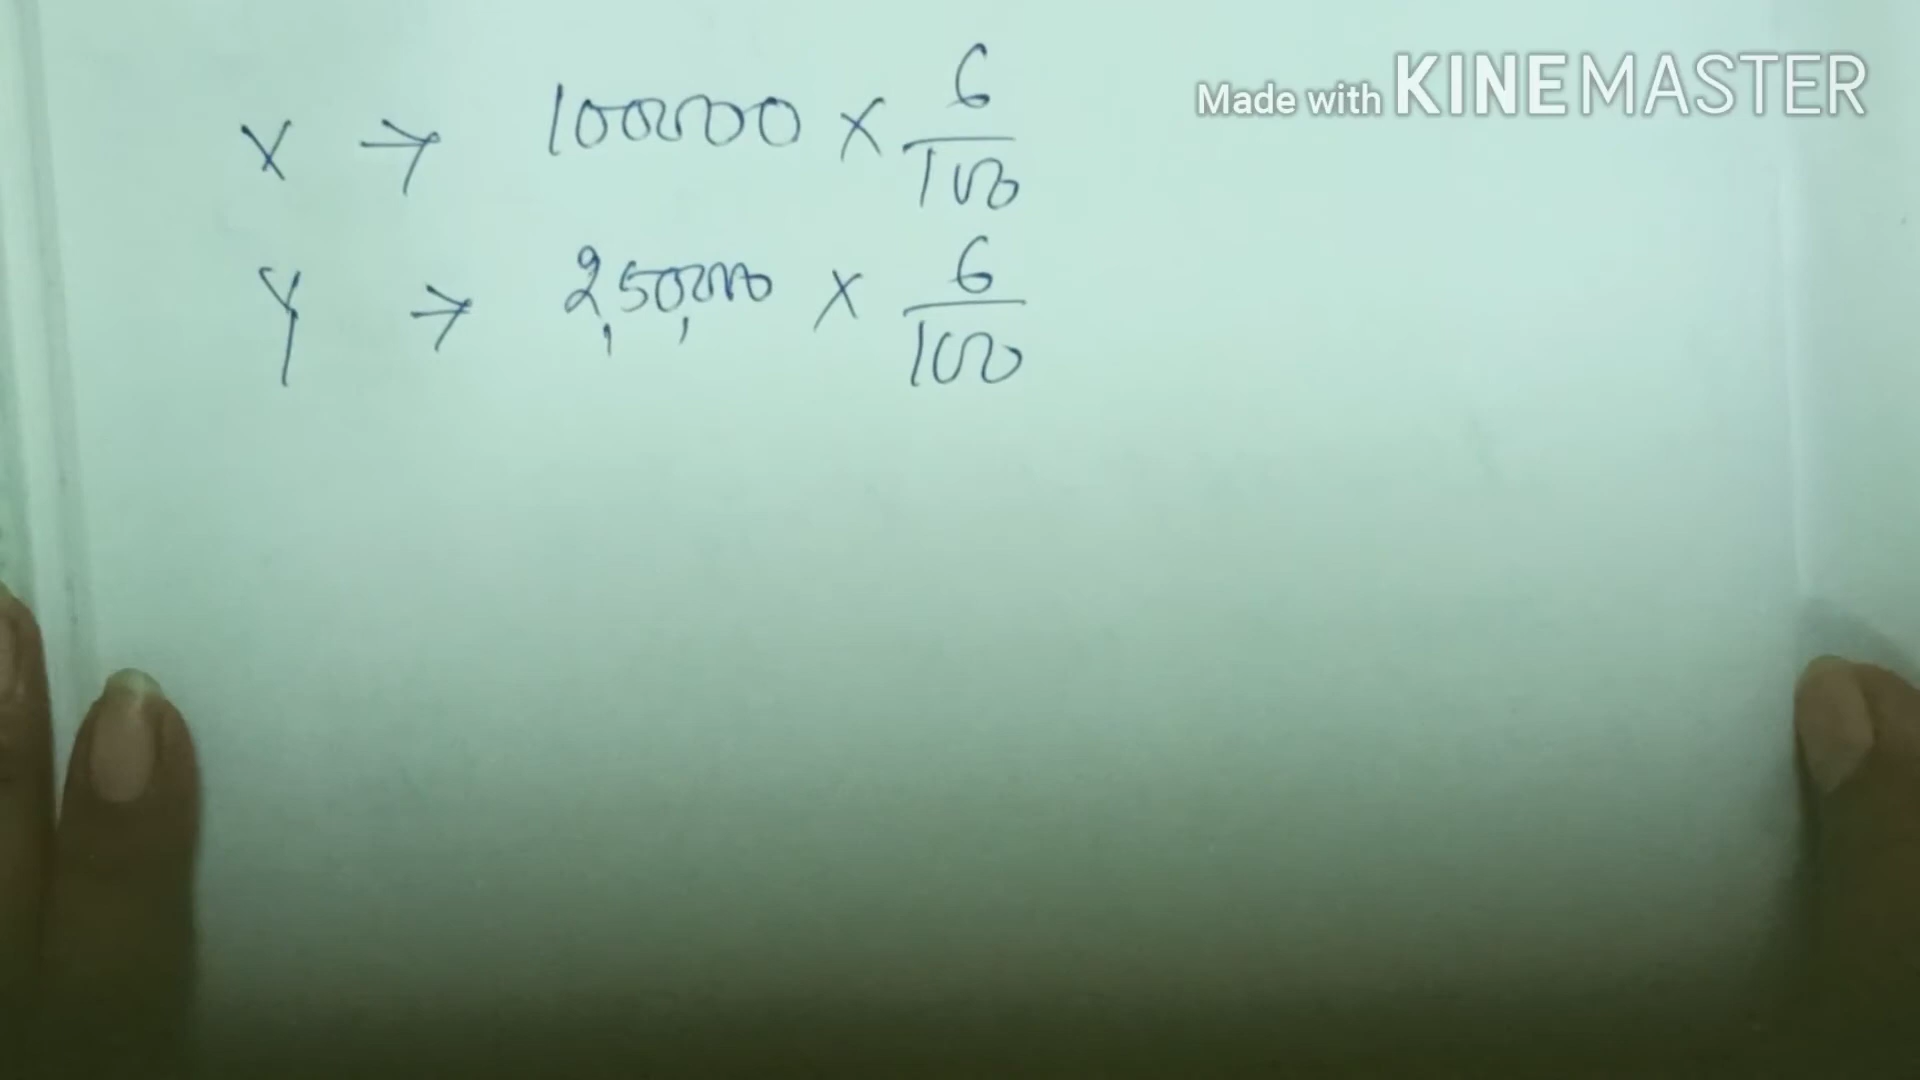 Made with KINEMASTER
X → 100000 × 6/100
Y → 2,50,000 × 6/100